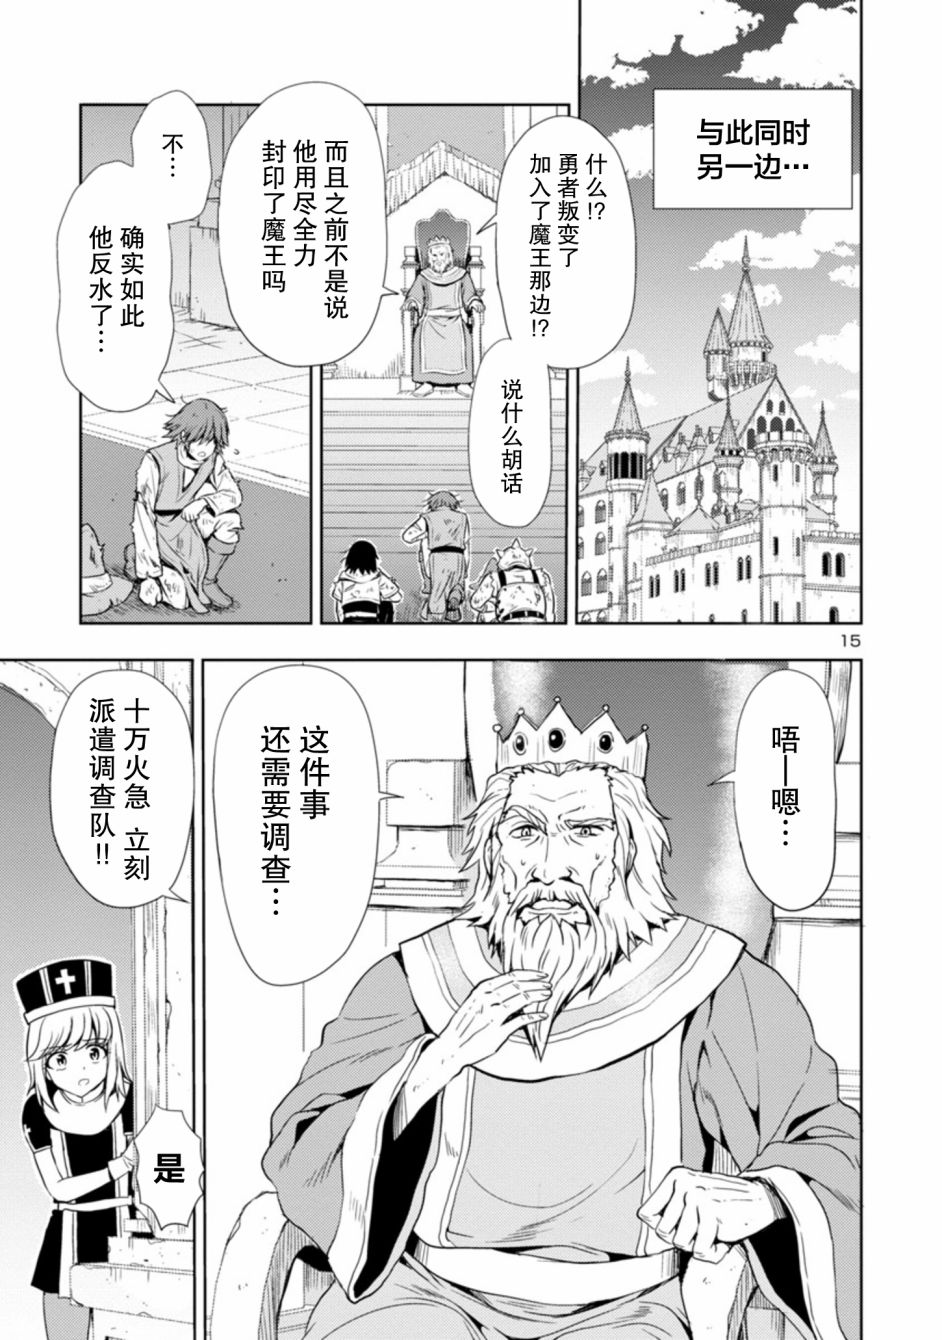 与此同时
另一边…
什么!?
勇者叛变了
加入了魔王那边!?
说什么胡话
而且之前不是说
他用尽全力
封印了魔王吗
不…
确实如此
他反水了…
15
唔—嗯…
这件事
还需要调查…
十万火急 立刻
派遣调查队!!
是